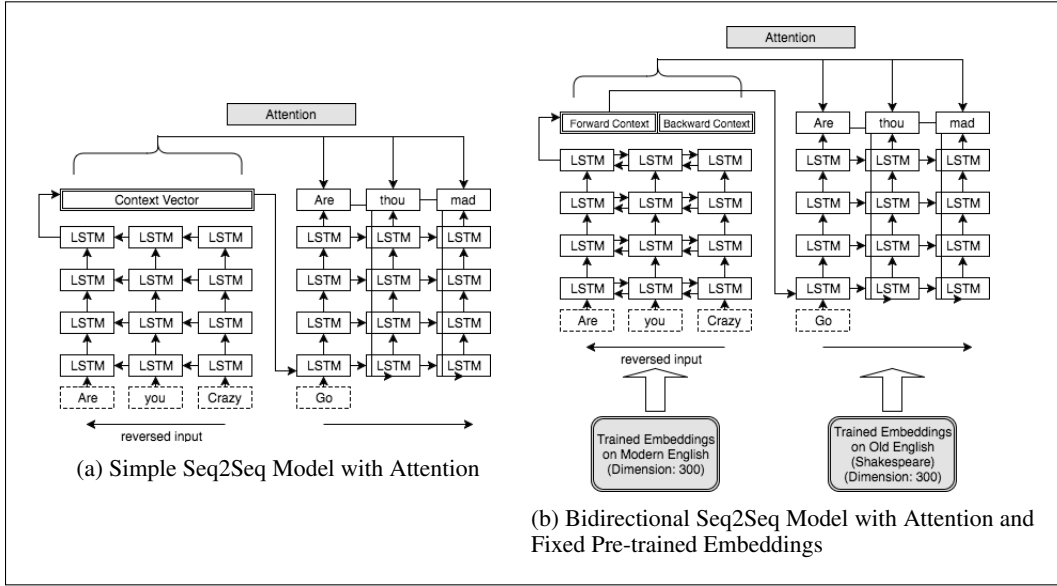 Attention
Context Vector
Are thou mad
LSTM LSTM LSTM LSTM LSTM LSTM
LSTM LSTM LSTM LSTM LSTM LSTM
LSTM LSTM LSTM LSTM LSTM LSTM
LSTM LSTM LSTM LSTM LSTM LSTM
Are you Crazy Go
reversed input
(a) Simple Seq2Seq Model with Attention
Attention
Forward Context Backward Context
Are thou mad
LSTM LSTM LSTM LSTM LSTM LSTM
LSTM LSTM LSTM LSTM LSTM LSTM
LSTM LSTM LSTM LSTM LSTM LSTM
LSTM LSTM LSTM LSTM LSTM LSTM
Are you Crazy Go
reversed input
Trained Embeddings
on Modern English
(Dimension: 300)
Trained Embeddings
on Old English
(Shakespeare)
(Dimension: 300)
(b) Bidirectional Seq2Seq Model with Attention and
Fixed Pre-trained Embeddings